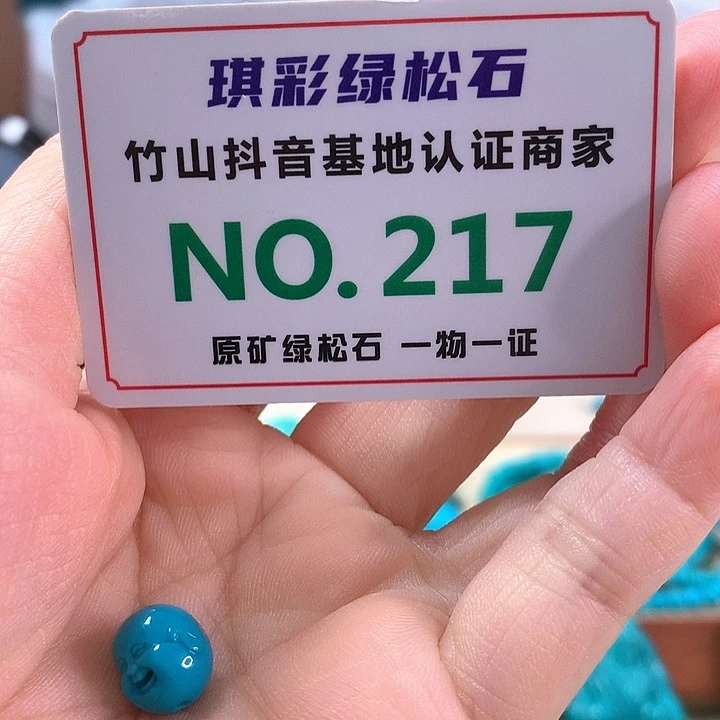 琪彩绿松石
竹山抖音基地认证商家
NO.217
原矿绿松石 一物一证